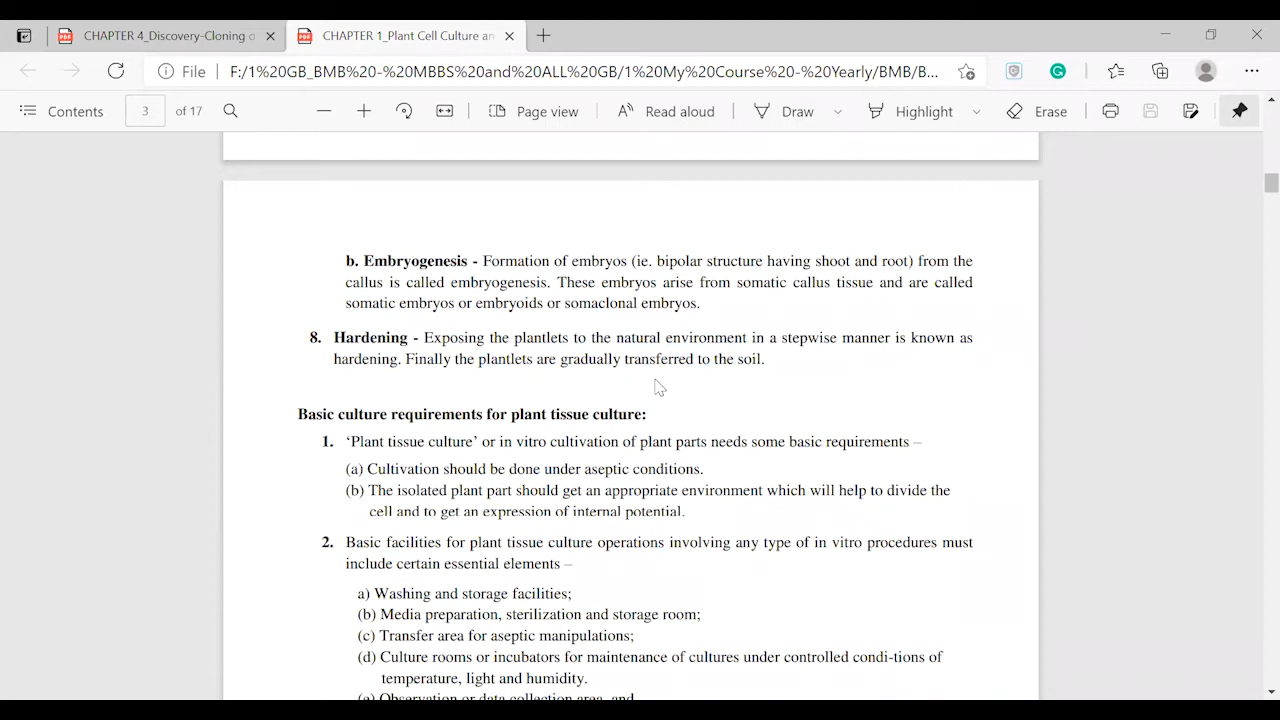 CHAPTER 4_Discovery-Cloning o
CHAPTER 1_Plant Cell Culture an
File
F:/1%20GB_BMB%20-%20MBBS%20and%20ALL%20GB/1%20My%20Course%20-%20Yearly/BMB/B...
Contents
3
of 17
Page view
Read aloud
Draw
Highlight
Erase
b. Embryogenesis - Formation of embryos (ie. bipolar structure having shoot and root) from the
callus is called embryogenesis. These embryos arise from somatic callus tissue and are called
somatic embryos or embryoids or somaclonal embryos.
8. Hardening - Exposing the plantlets to the natural environment in a stepwise manner is known as
hardening. Finally the plantlets are gradually transferred to the soil.
Basic culture requirements for plant tissue culture:
1. ‘Plant tissue culture’ or in vitro cultivation of plant parts needs some basic requirements –
(a) Cultivation should be done under aseptic conditions.
(b) The isolated plant part should get an appropriate environment which will help to divide the
cell and to get an expression of internal potential.
2. Basic facilities for plant tissue culture operations involving any type of in vitro procedures must
include certain essential elements –
a) Washing and storage facilities;
(b) Media preparation, sterilization and storage room;
(c) Transfer area for aseptic manipulations;
(d) Culture rooms or incubators for maintenance of cultures under controlled condi-tions of
temperature, light and humidity.
(e) Observation or data collection area, and